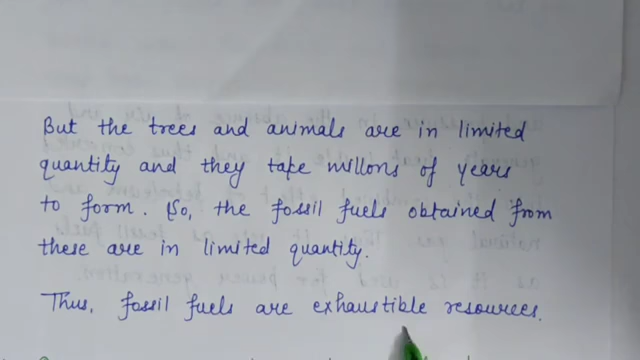 But the trees and animals are in limited
quantity and they take millons of years
to form. So, the fossil fuels obtained from
these are in limited quantity.
Thus, fossil fuels are exhaustible resources.